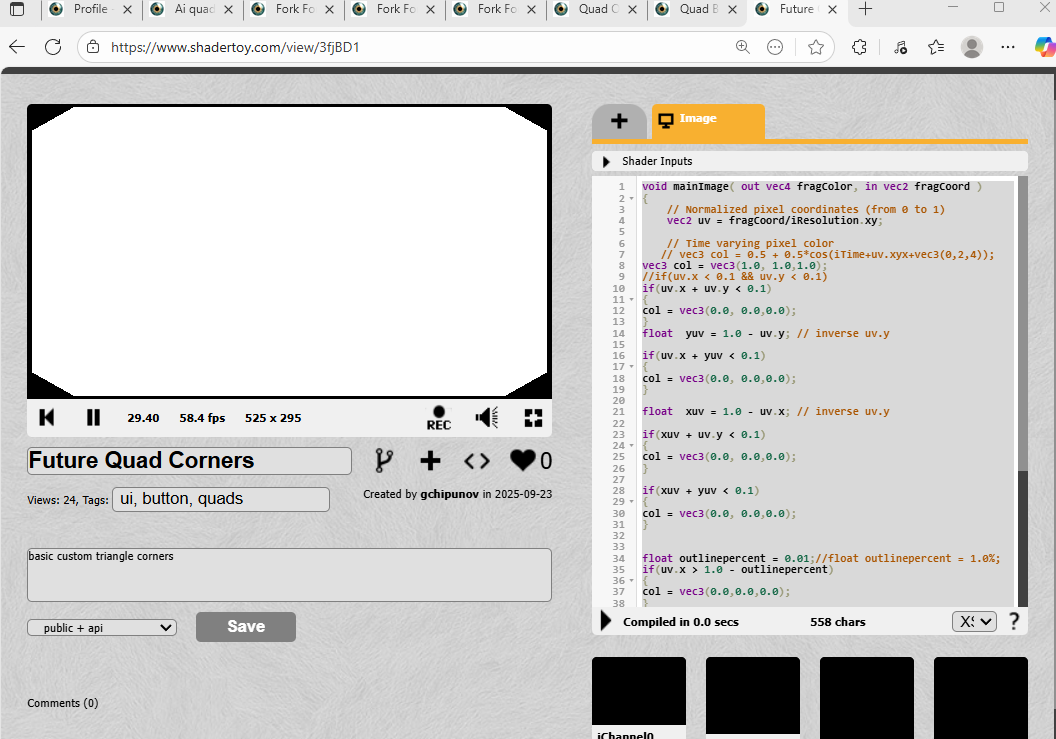 Profile
Ai quad
Fork Fo
Fork Fo
Fork Fo
Quad C
Quad B
Future
https://www.shadertoy.com/view/3fjBD1
29.40
58.4 fps
525 x 295
REC
Future Quad Corners
0
Views: 24, Tags:
ui, button, quads
Created by gchipunov in 2025-09-23
basic custom triangle corners
public + api
Save
Comments (0)
+
Image
Shader Inputs
1 void mainImage( out vec4 fragColor, in vec2 fragCoord )
2 {
3 // Normalized pixel coordinates (from 0 to 1)
4 vec2 uv = fragCoord/iResolution.xy;
5
6 // Time varying pixel color
7 // vec3 col = 0.5 + 0.5*cos(iTime+uv.xyx+vec3(0,2,4));
8 vec3 col = vec3(1.0, 1.0,1.0);
9 //if(uv.x < 0.1 && uv.y < 0.1)
10 if(uv.x + uv.y < 0.1)
11 {
12 col = vec3(0.0, 0.0,0.0);
13 }
14 float  yuv = 1.0 - uv.y; // inverse uv.y
15
16 if(uv.x + yuv < 0.1)
17 {
18 col = vec3(0.0, 0.0,0.0);
19 }
20
21 float  xuv = 1.0 - uv.x; // inverse uv.y
22
23 if(xuv + uv.y < 0.1)
24 {
25 col = vec3(0.0, 0.0,0.0);
26 }
27
28 if(xuv + yuv < 0.1)
29 {
30 col = vec3(0.0, 0.0,0.0);
31 }
32
33
34 float outlinepercent = 0.01;//float outlinepercent = 1.0%;
35 if(uv.x > 1.0 - outlinepercent)
36 {
37 col = vec3(0.0,0.0,0.0);
38 }
Compiled in 0.0 secs
558 chars
?
iChannel0